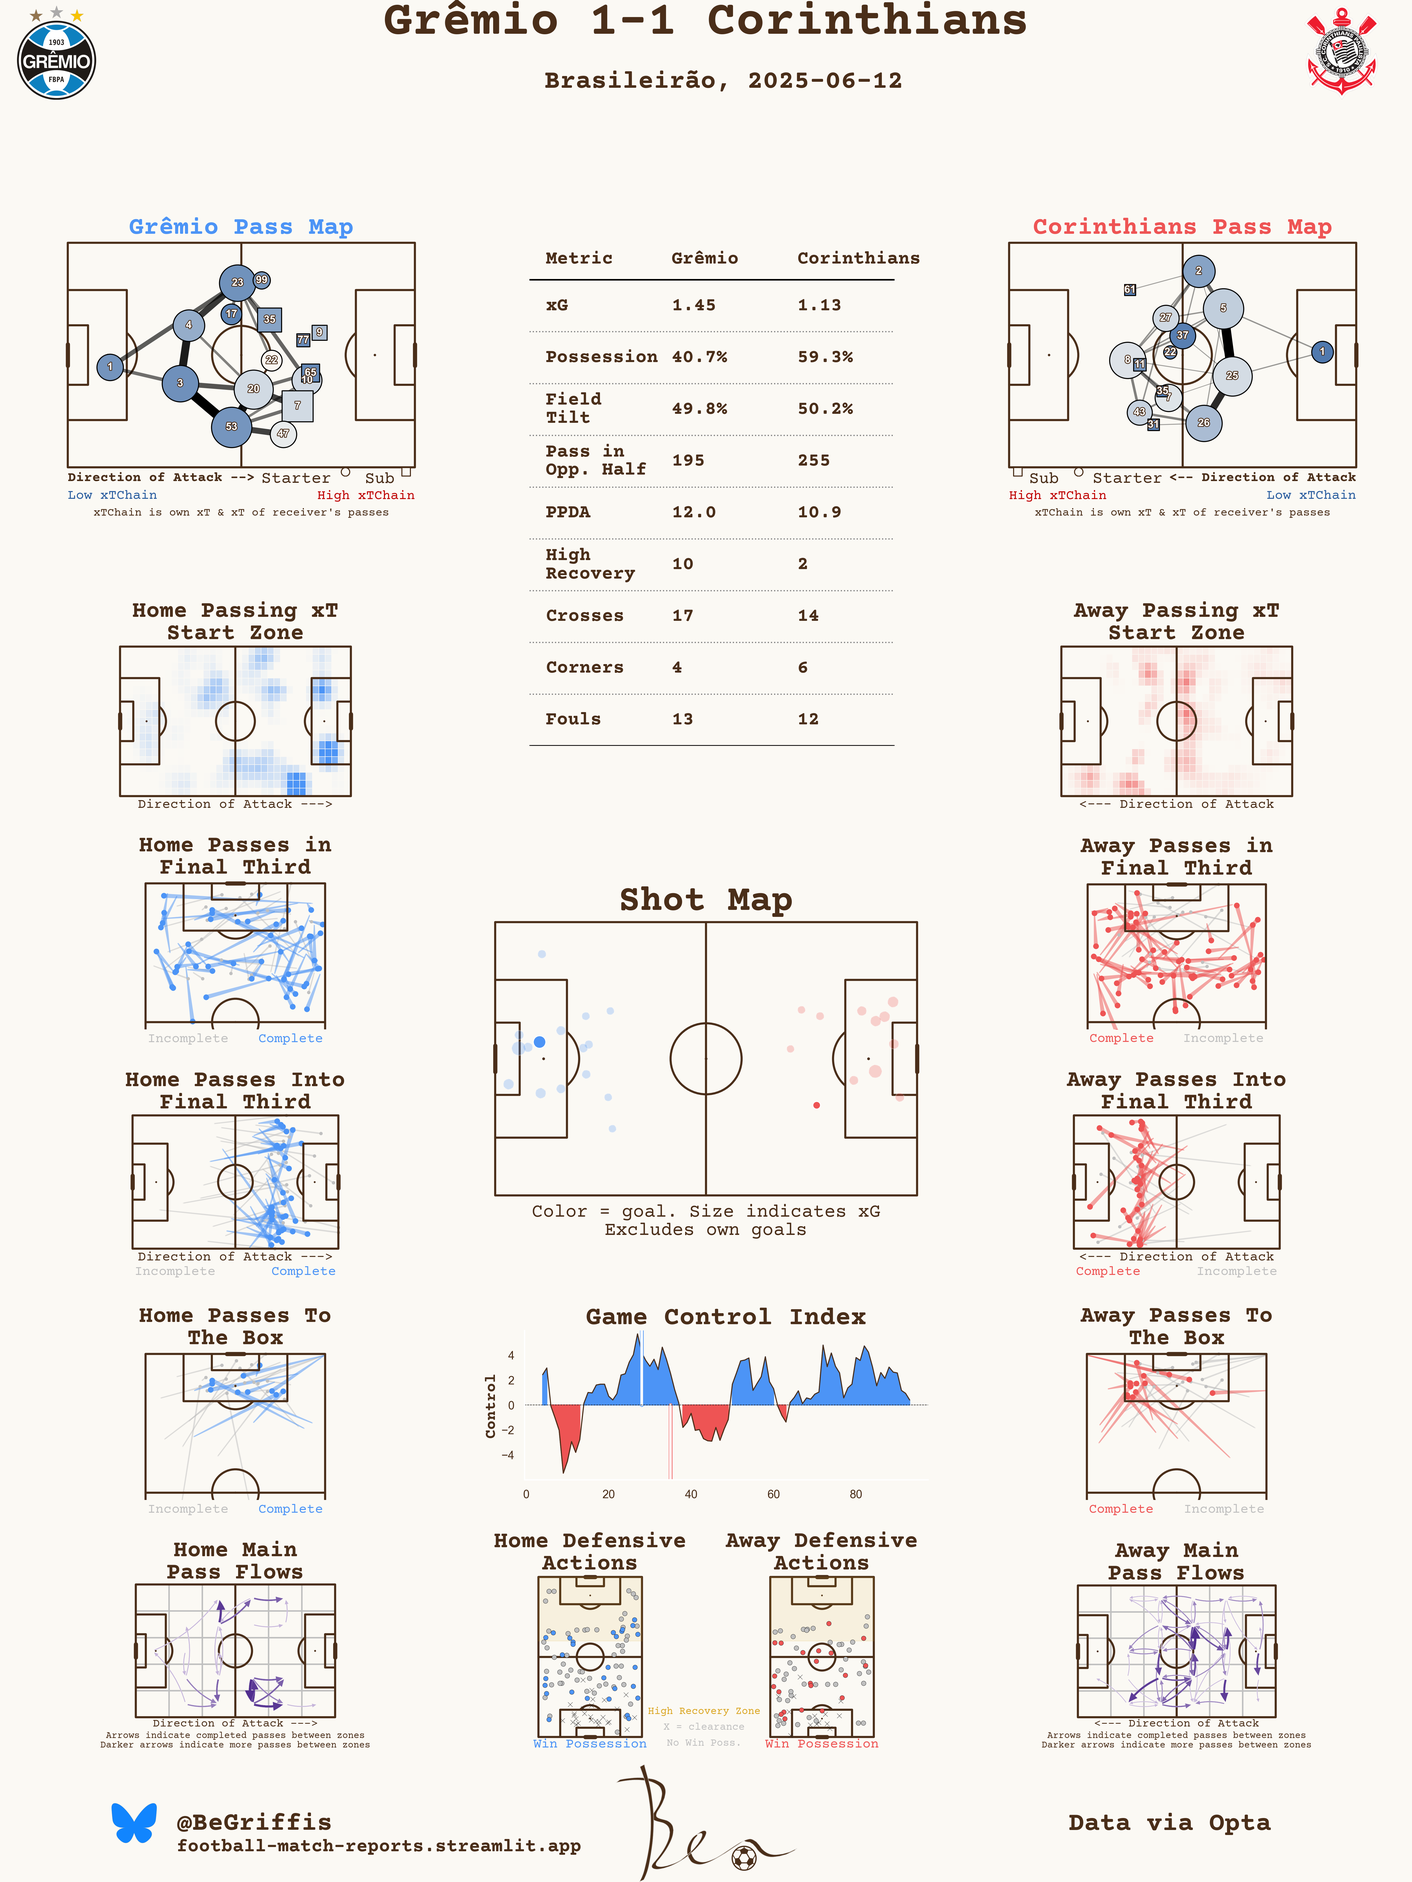 Grêmio 1-1 Corinthians
Brasileirão, 2025-06-12
1903
GRÊMIO
FBPA
Grêmio Pass Map
23
99
17
35
4
77
9
22
1
65
10
3
20
7
53
47
Direction of Attack --> Starter Sub
Low xTChain High xTChain
xTChain is own xT & xT of receiver's passes
Metric Grêmio Corinthians
xG 1.45 1.13
Possession 40.7% 59.3%
Field
Tilt 49.8% 50.2%
Pass in
Opp. Half 195 255
PPDA 12.0 10.9
High
Recovery 10 2
Crosses 17 14
Corners 4 6
Fouls 13 12
Corinthians Pass Map
2
61
27
5
37
22
1
8
11
25
35
7
43
31
26
Sub Starter <-- Direction of Attack
High xTChain Low xTChain
xTChain is own xT & xT of receiver's passes
Home Passing xT
Start Zone
Direction of Attack --->
Away Passing xT
Start Zone
<--- Direction of Attack
Home Passes in
Final Third
Incomplete Complete
Away Passes in
Final Third
Complete Incomplete
Shot Map
Color = goal. Size indicates xG
Excludes own goals
Home Passes Into
Final Third
Direction of Attack --->
Incomplete Complete
Away Passes Into
Final Third
<--- Direction of Attack
Complete Incomplete
Home Passes To
The Box
Incomplete Complete
Game Control Index
Control
4
2
0
−2
−4
0 20 40 60 80
Away Passes To
The Box
Complete Incomplete
Home Main
Pass Flows
Direction of Attack --->
Arrows indicate completed passes between zones
Darker arrows indicate more passes between zones
Home Defensive
Actions
Win Possession
High Recovery Zone
X = clearance
No Win Poss.
Away Defensive
Actions
Win Possession
Away Main
Pass Flows
<--- Direction of Attack
Arrows indicate completed passes between zones
Darker arrows indicate more passes between zones
@BeGriffis
football-match-reports.streamlit.app
Ben
Data via Opta